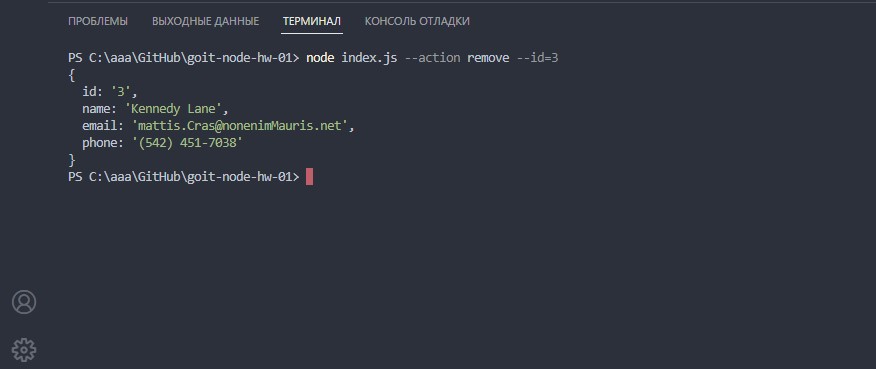 ПРОБЛЕМЫ ВЫХОДНЫЕ ДАННЫЕ ТЕРМИНАЛ КОНСОЛЬ ОТЛАДКИ
PS C:\aaa\GitHub\goit-node-hw-01> node index.js --action remove --id=3
{
  id: '3',
  name: 'Kennedy Lane',
  email: 'mattis.Cras@nonenimMauris.net',
  phone: '(542) 451-7038'
}
PS C:\aaa\GitHub\goit-node-hw-01>